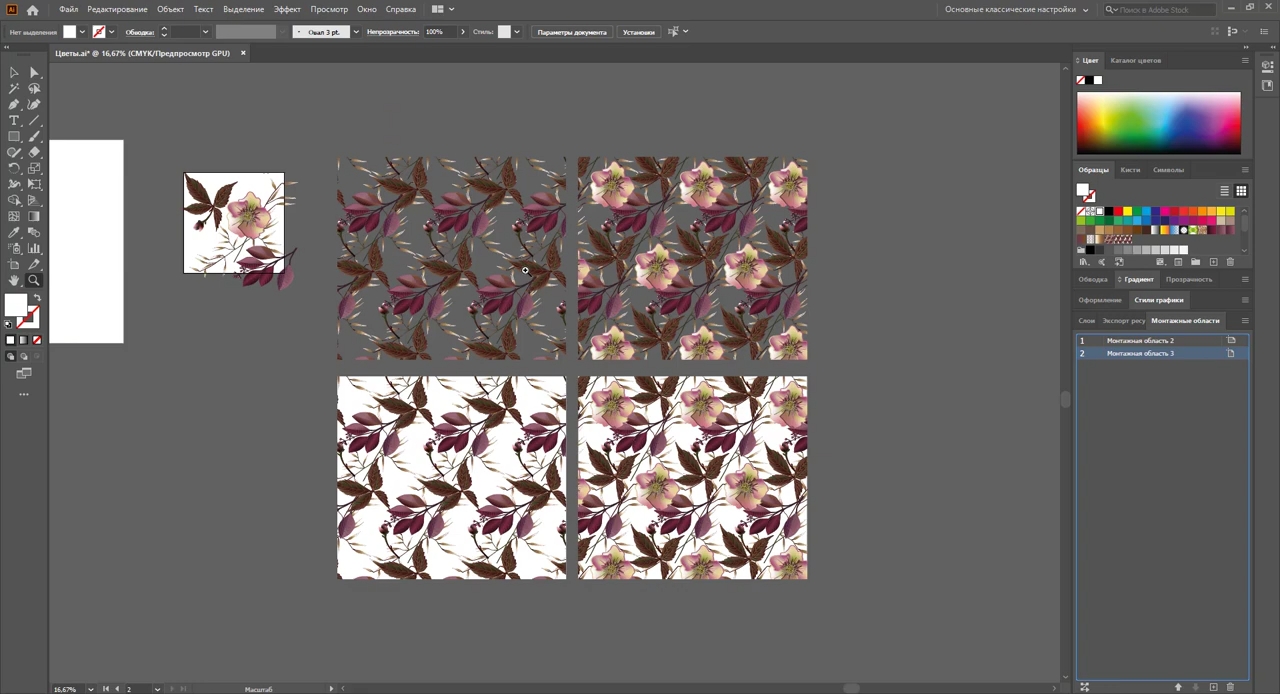 Ai Файл Редактирование Объект Текст Выделение Эффект Просмотр Окно Справка Основные классические настройки Поиск в Adobe Stock
Нет выделения Обводка: Овал 3 pt. Непрозрачность: 100% Стиль: Параметры документа Установки
Цветы.ai* @ 16,67% (CMYK/Предпросмотр GPU) ×
Цвет Каталог цветов
Образцы Кисти Символы
Обводка Градиент Прозрачность
Оформление Стили графики
Слои Экспорт ресу Монтажные области
1 Монтажная область 2
2 Монтажная область 3
16,67% 2 Масштаб